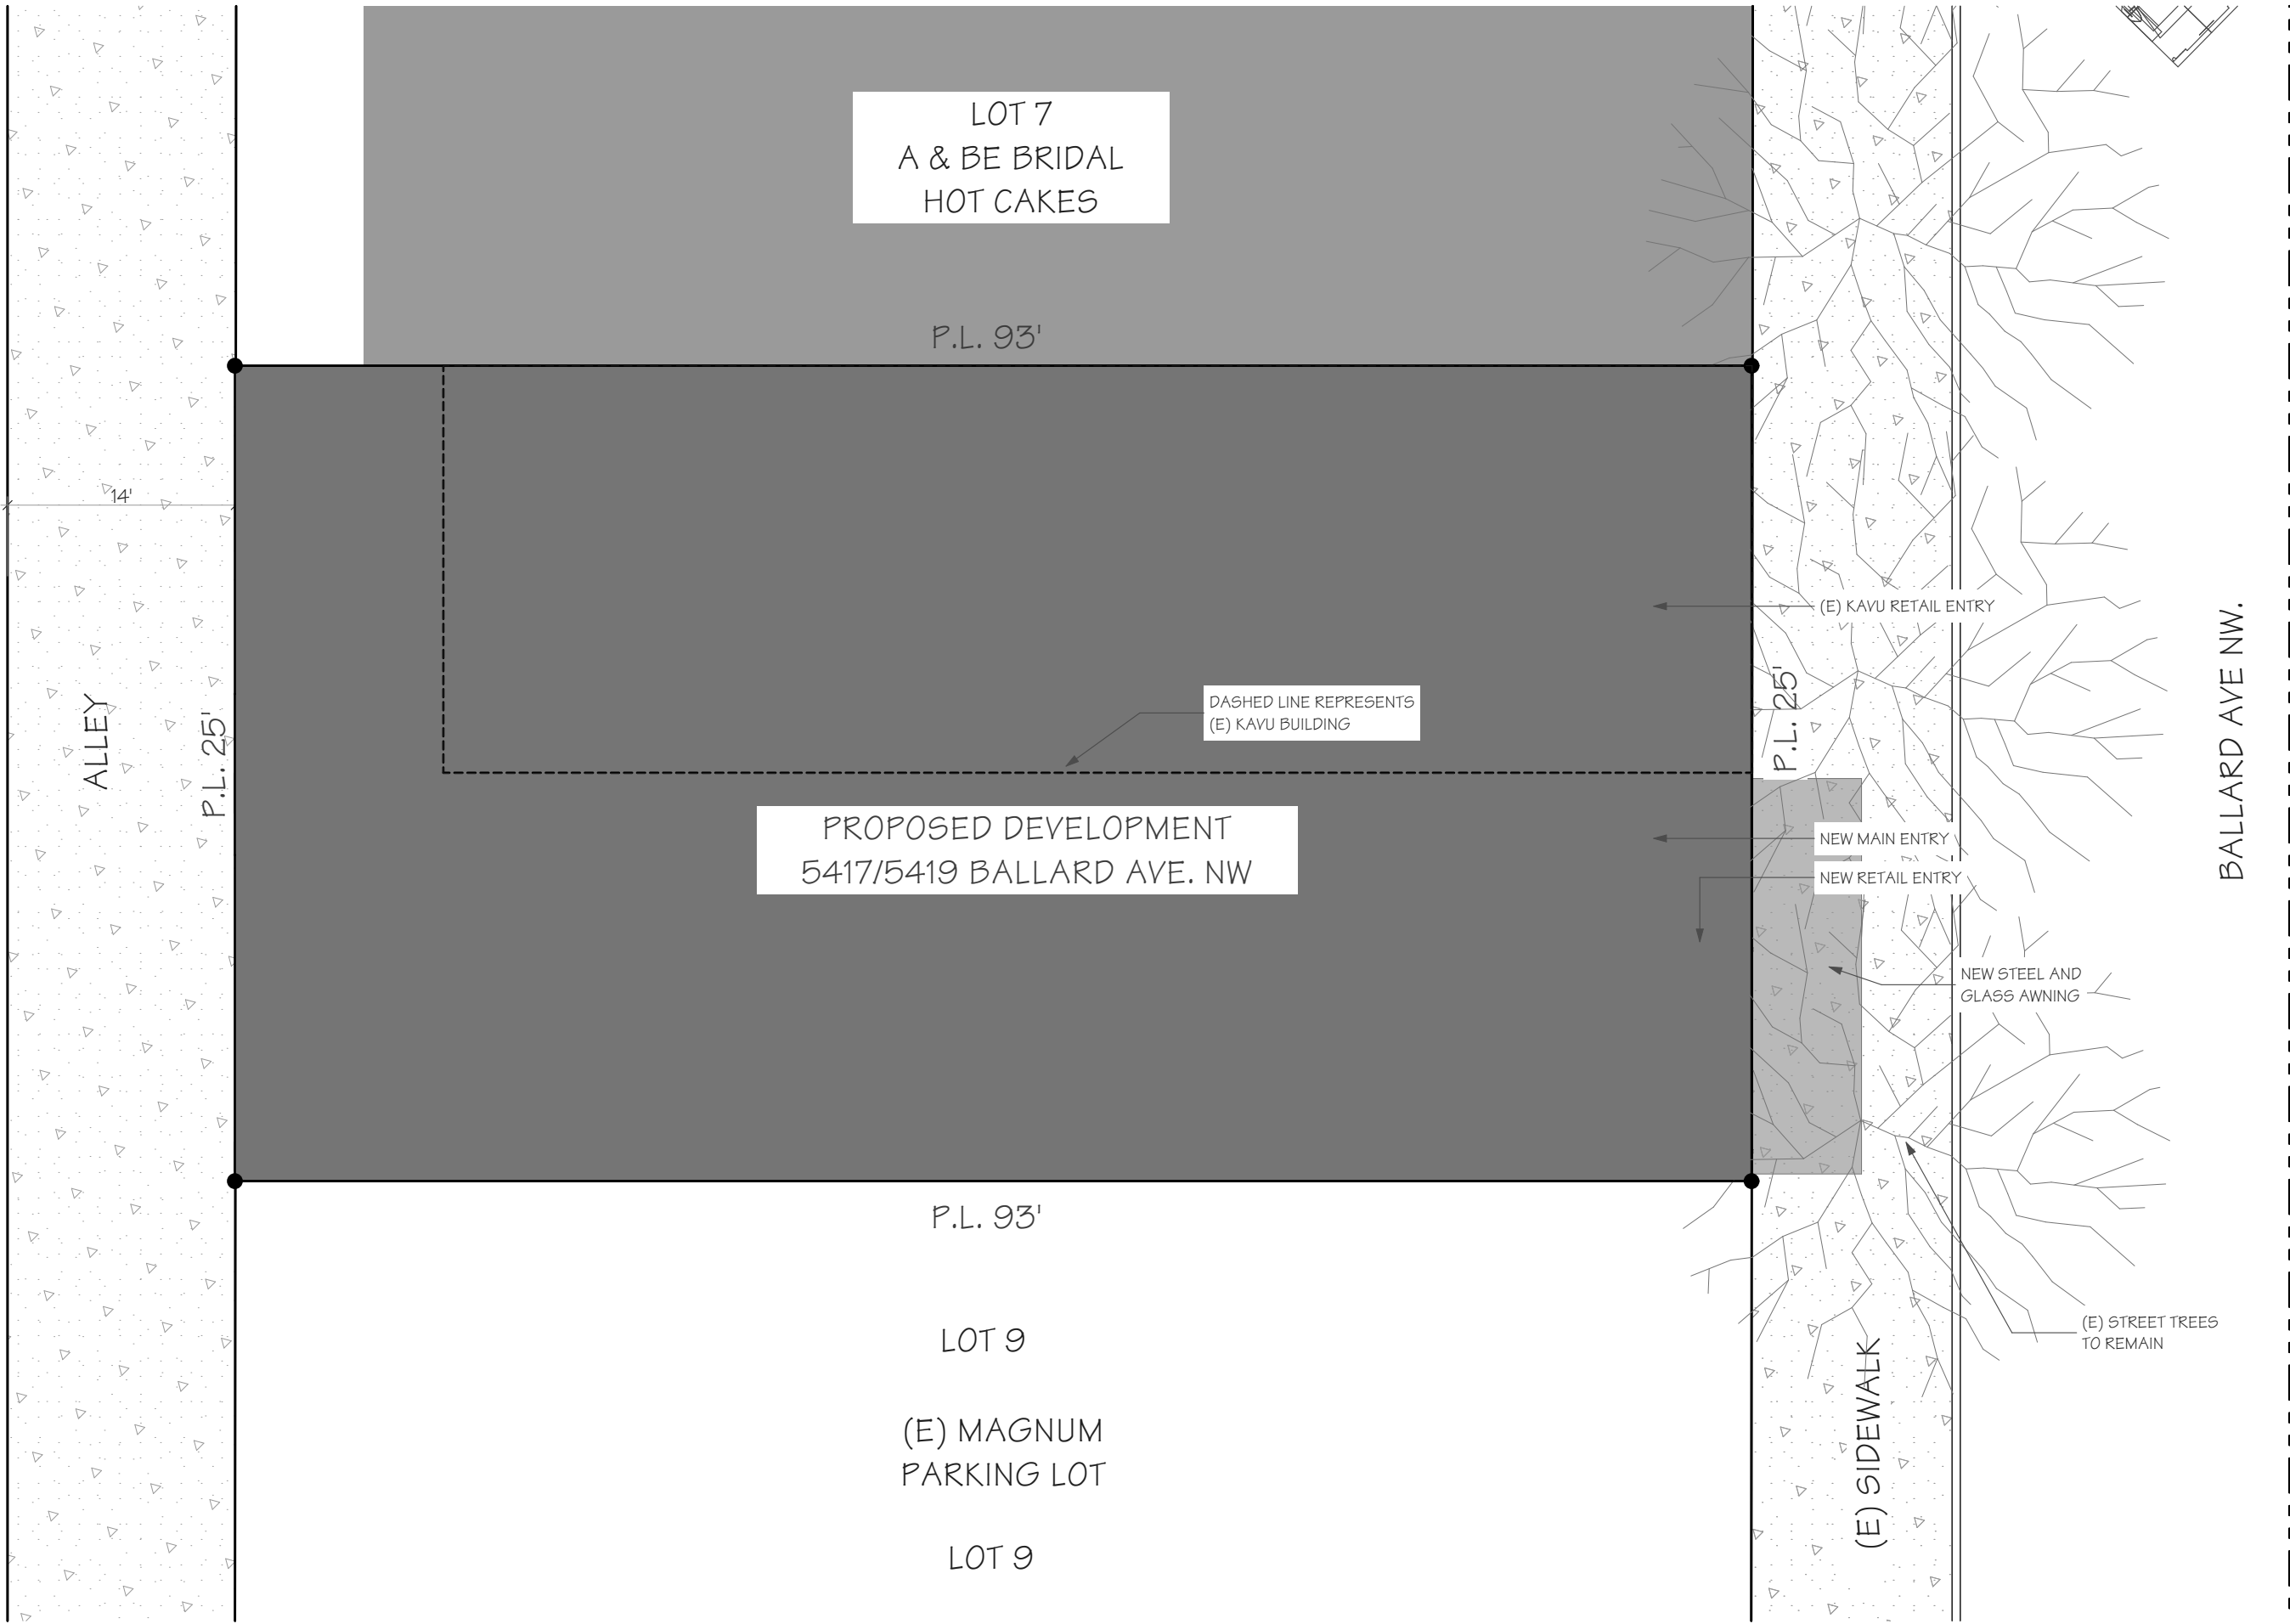 LOT 7
A & BE BRIDAL
HOT CAKES
P.L. 93'
14'
(E) KAVU RETAIL ENTRY
ALLEY
P.L. 25'
DASHED LINE REPRESENTS
(E) KAVU BUILDING
P.L. 25'
BALLARD AVE NW.
PROPOSED DEVELOPMENT
5417/5419 BALLARD AVE. NW
NEW MAIN ENTRY
NEW RETAIL ENTRY
NEW STEEL AND
GLASS AWNING
P.L. 93'
(E) STREET TREES
TO REMAIN
LOT 9
(E) MAGNUM
PARKING LOT
(E) SIDEWALK
LOT 9